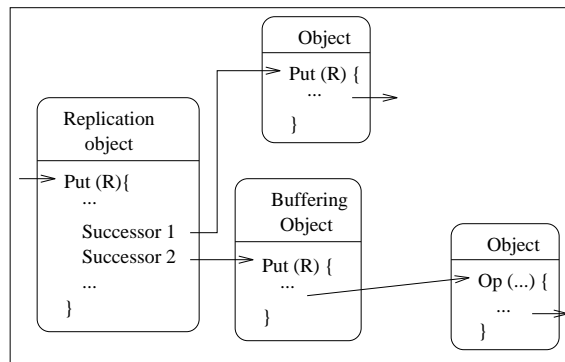 Object
Put (R) {
...
}
Replication
object
Put (R){
...
Successor 1
Successor 2
...
}
Buffering
Object
Put (R) {
...
}
Object
Op (...) {
...
}